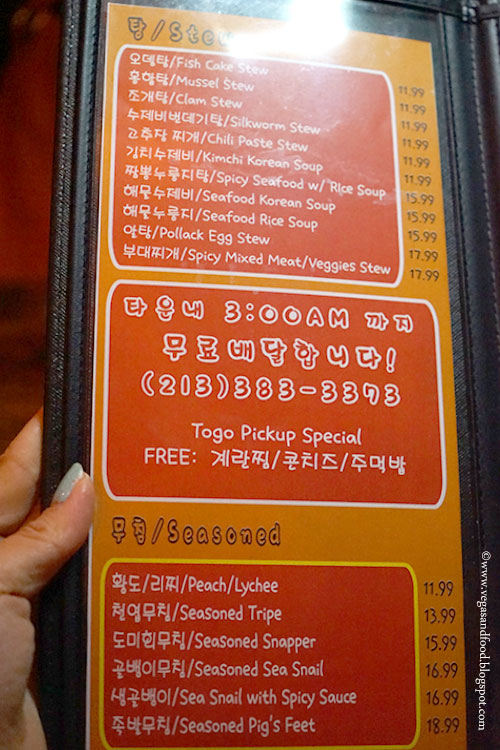 탕/Stew
오뎅탕/Fish Cake Stew
홍합탕/Mussel Stew 11.99
조개탕/Clam Stew 11.99
수제비번데기탕/Silkworm Stew 11.99
고추장 찌개/Chili Paste Stew 11.99
김치수제비/Kimchi Korean Soup 11.99
짬뽕누룽지탕/Spicy Seafood w/ Rice Soup 11.99
해물수제비/Seafood Korean Soup 15.99
해물누룽지/Seafood Rice Soup 15.99
알탕/Pollack Egg Stew 15.99
부대찌개/Spicy Mixed Meat/Veggies Stew 17.99
17.99
타운내 3:00AM 까지
무료배달합니다!
(213)383-3373
Togo Pickup Special
FREE: 계란찜/콘치즈/주먹밥
무침/Seasoned
황도/리찌/Peach/Lychee 11.99
천엽무침/Seasoned Tripe 13.99
도미회무침/Seasoned Snapper 15.99
골뱅이무침/Seasoned Sea Snail 16.99
생골뱅이/Sea Snail with Spicy Sauce 16.99
족발무침/Seasoned Pig's Feet 18.99
©www.vegasandfood.blogspot.com